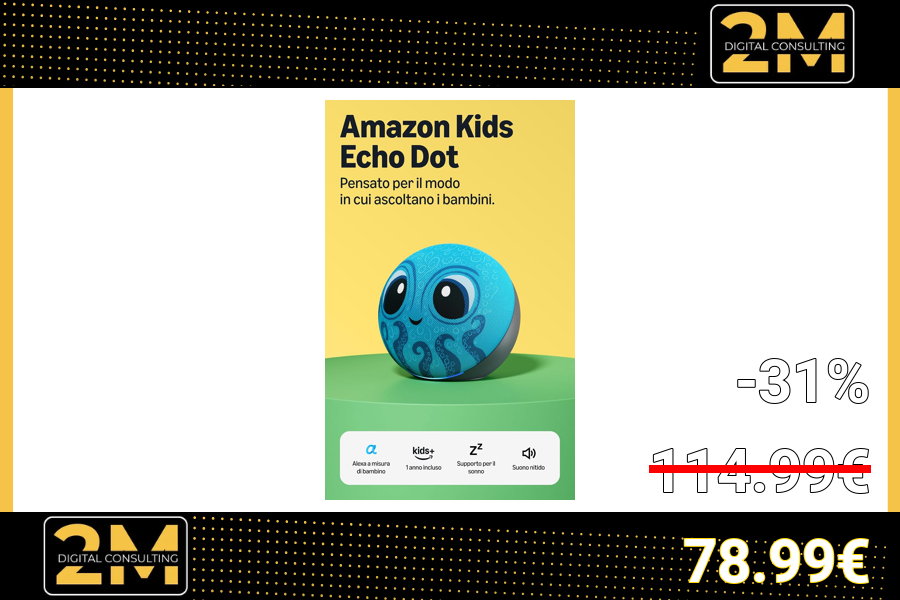 2M
DIGITAL CONSULTING
Amazon Kids
Echo Dot
Pensato per il modo
in cui ascoltano i bambini.
Alexa a misura
di bambino
kids+
1 anno incluso
Zz
Supporto per il
sonno
Suono nitido
-31%
114.99€
2M
DIGITAL CONSULTING
78.99€